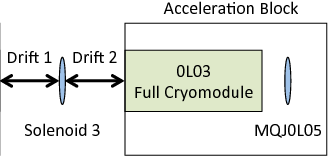 Acceleration Block
Drift 1 Drift 2
0L03
Full Cryomodule
Solenoid 3
MQJ0L05